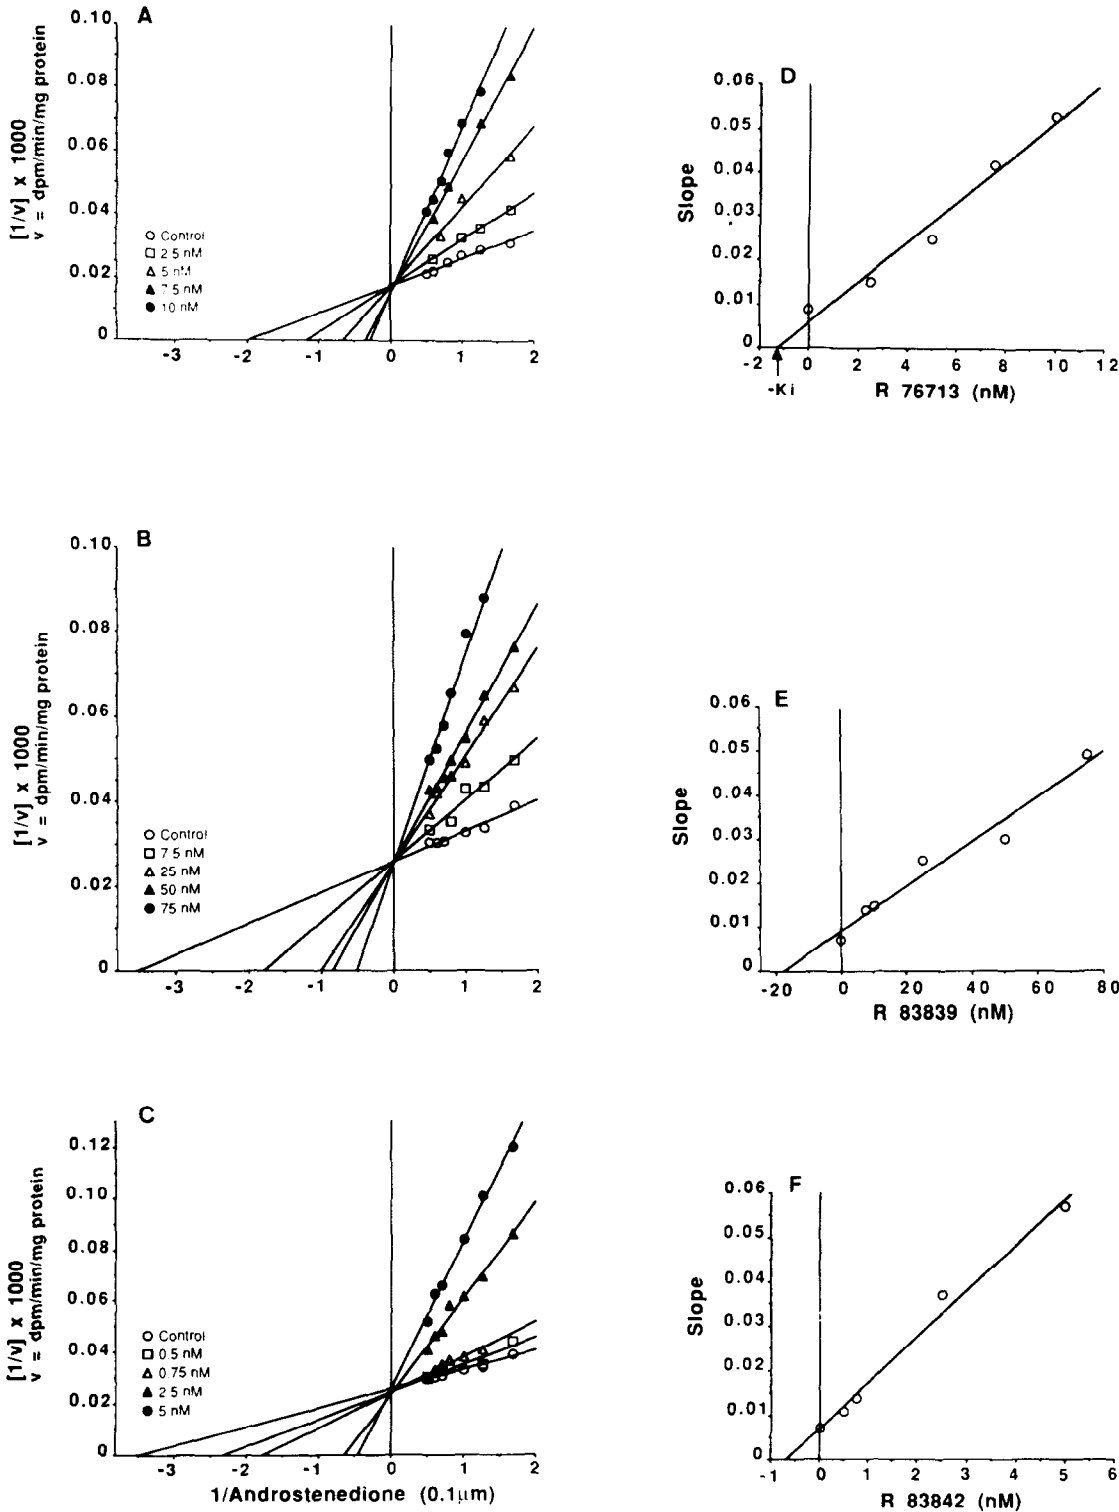 A
0.10
0.08
0.06
0.04
0.02
0
[1/v] x 1000
v = dpm/min/mg protein
Control
2.5 nM
5 nM
7.5 nM
10 nM
-3
-2
-1
0
1
2
D
0.06
0.05
0.04
0.03
0.02
0.01
0
Slope
-2
0
2
4
6
8
10
12
-Ki
R 76713 (nM)
B
0.10
0.08
0.06
0.04
0.02
0
[1/v] x 1000
v = dpm/min/mg protein
Control
7.5 nM
25 nM
50 nM
75 nM
-3
-2
-1
0
1
2
E
0.06
0.05
0.04
0.03
0.02
0.01
0
Slope
-20
0
20
40
60
80
R 83839 (nM)
C
0.12
0.10
0.08
0.06
0.04
0.02
0
[1/v] x 1000
v = dpm/min/mg protein
Control
0.5 nM
0.75 nM
2.5 nM
5 nM
-3
-2
-1
0
1
2
1/Androstenedione (0.1µm)
F
0.06
0.05
0.04
0.03
0.02
0.01
0
Slope
-1
0
1
2
3
4
5
6
R 83842 (nM)